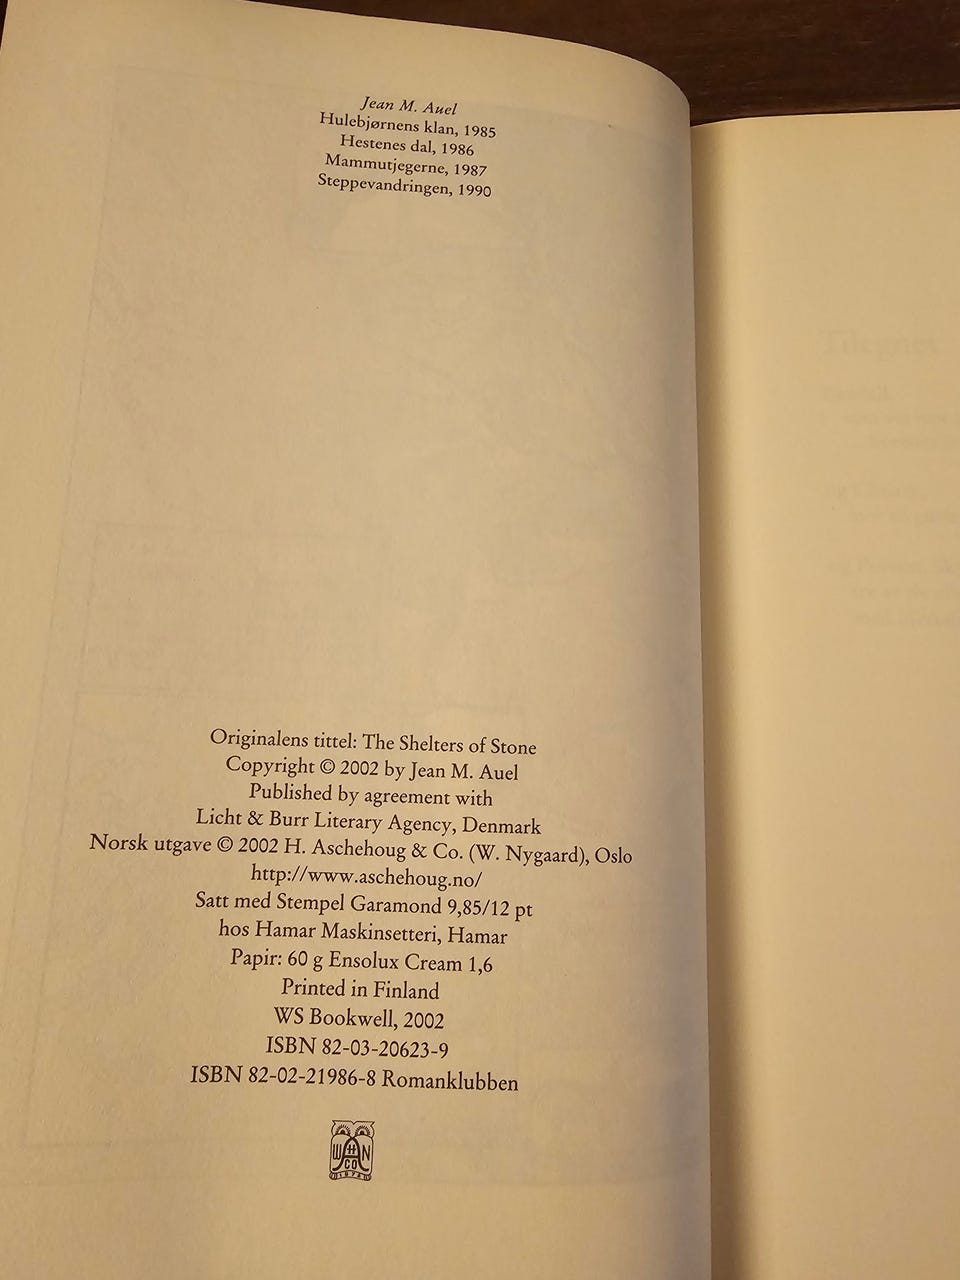 Jean M. Auel
Hulebjørnens klan, 1985
Hestenes dal, 1986
Mammutjegerne, 1987
Steppevandringen, 1990
Originalens tittel: The Shelters of Stone
Copyright © 2002 by Jean M. Auel
Published by agreement with
Licht & Burr Literary Agency, Denmark
Norsk utgave © 2002 H. Aschehoug & Co. (W. Nygaard), Oslo
http://www.aschehoug.no/
Satt med Stempel Garamond 9,85/12 pt
hos Hamar Maskinsetteri, Hamar
Papir: 60 g Ensolux Cream 1,6
Printed in Finland
WS Bookwell, 2002
ISBN 82-03-20623-9
ISBN 82-02-21986-8 Romanklubben
Tilegnet